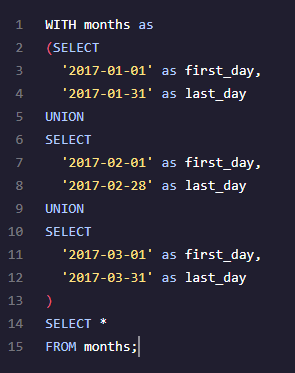 1 WITH months as
2 (SELECT
3 '2017-01-01' as first_day,
4 '2017-01-31' as last_day
5 UNION
6 SELECT
7 '2017-02-01' as first_day,
8 '2017-02-28' as last_day
9 UNION
10 SELECT
11 '2017-03-01' as first_day,
12 '2017-03-31' as last_day
13 )
14 SELECT *
15 FROM months;